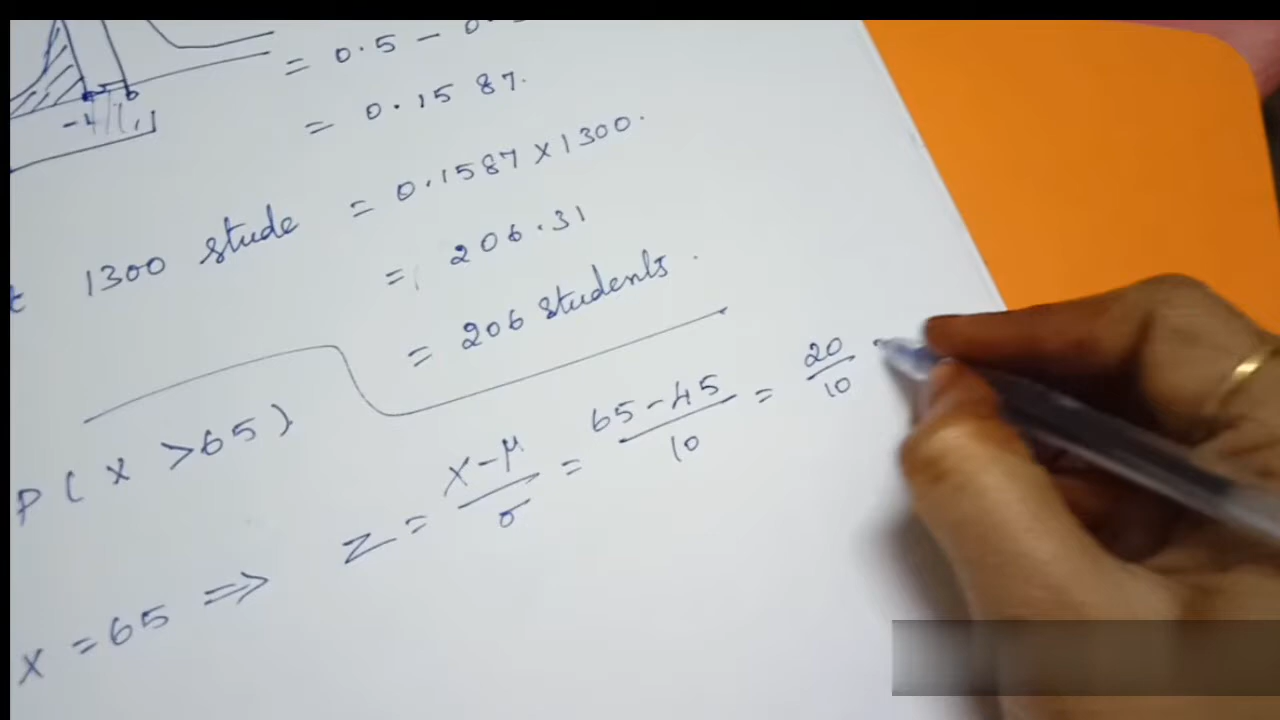 = 0.5 - 0.
= 0.1587.
-1
1300 stude = 0.1587 x 1300.
= 206.31
= 206 students.
P(x >65)
x =65 => z = x-μ/σ = 65-45/10 = 20/10